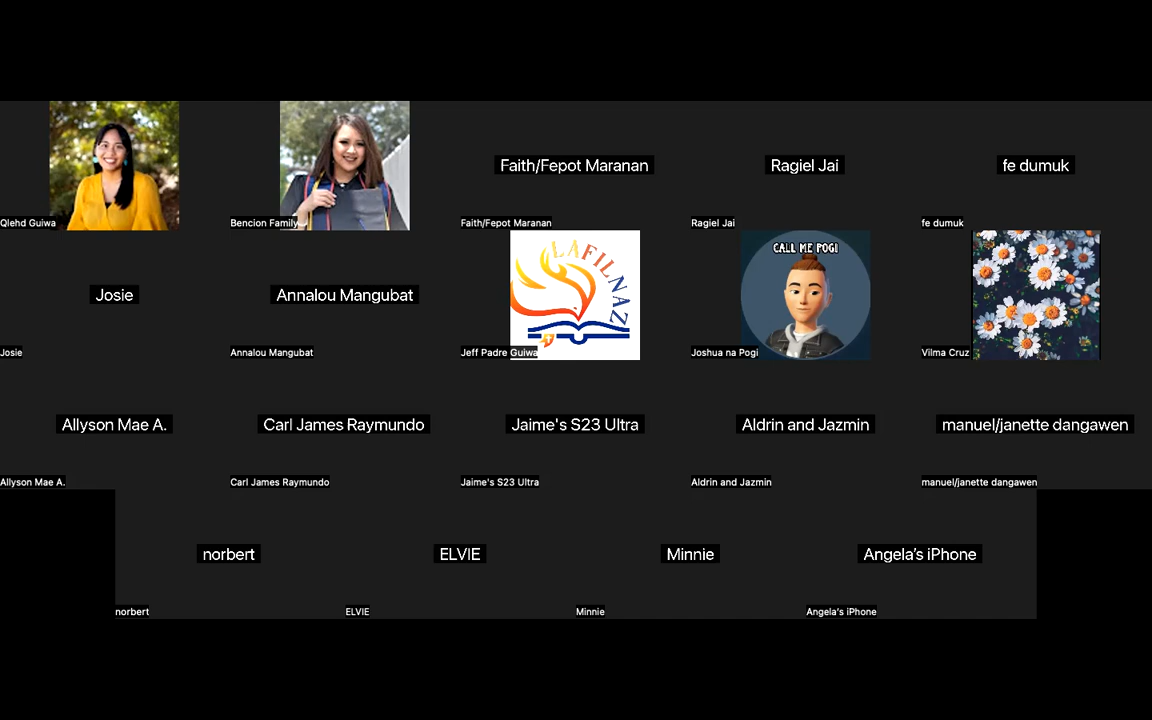 Qlehd Guiwa
Bencion Family
Faith/Fepot Maranan
Faith/Fepot Maranan
Ragiel Jai
Ragiel Jai
fe dumuk
fe dumuk
Josie
Josie
Annalou Mangubat
Annalou Mangubat
LAFILNAZ
Jeff Padre Guiwa
CALL ME POGI
Joshua na Pogi
Vilma Cruz
Allyson Mae A.
Allyson Mae A.
Carl James Raymundo
Carl James Raymundo
Jaime's S23 Ultra
Jaime's S23 Ultra
Aldrin and Jazmin
Aldrin and Jazmin
manuel/janette dangawen
manuel/janette dangawen
norbert
norbert
ELVIE
ELVIE
Minnie
Minnie
Angela's iPhone
Angela's iPhone